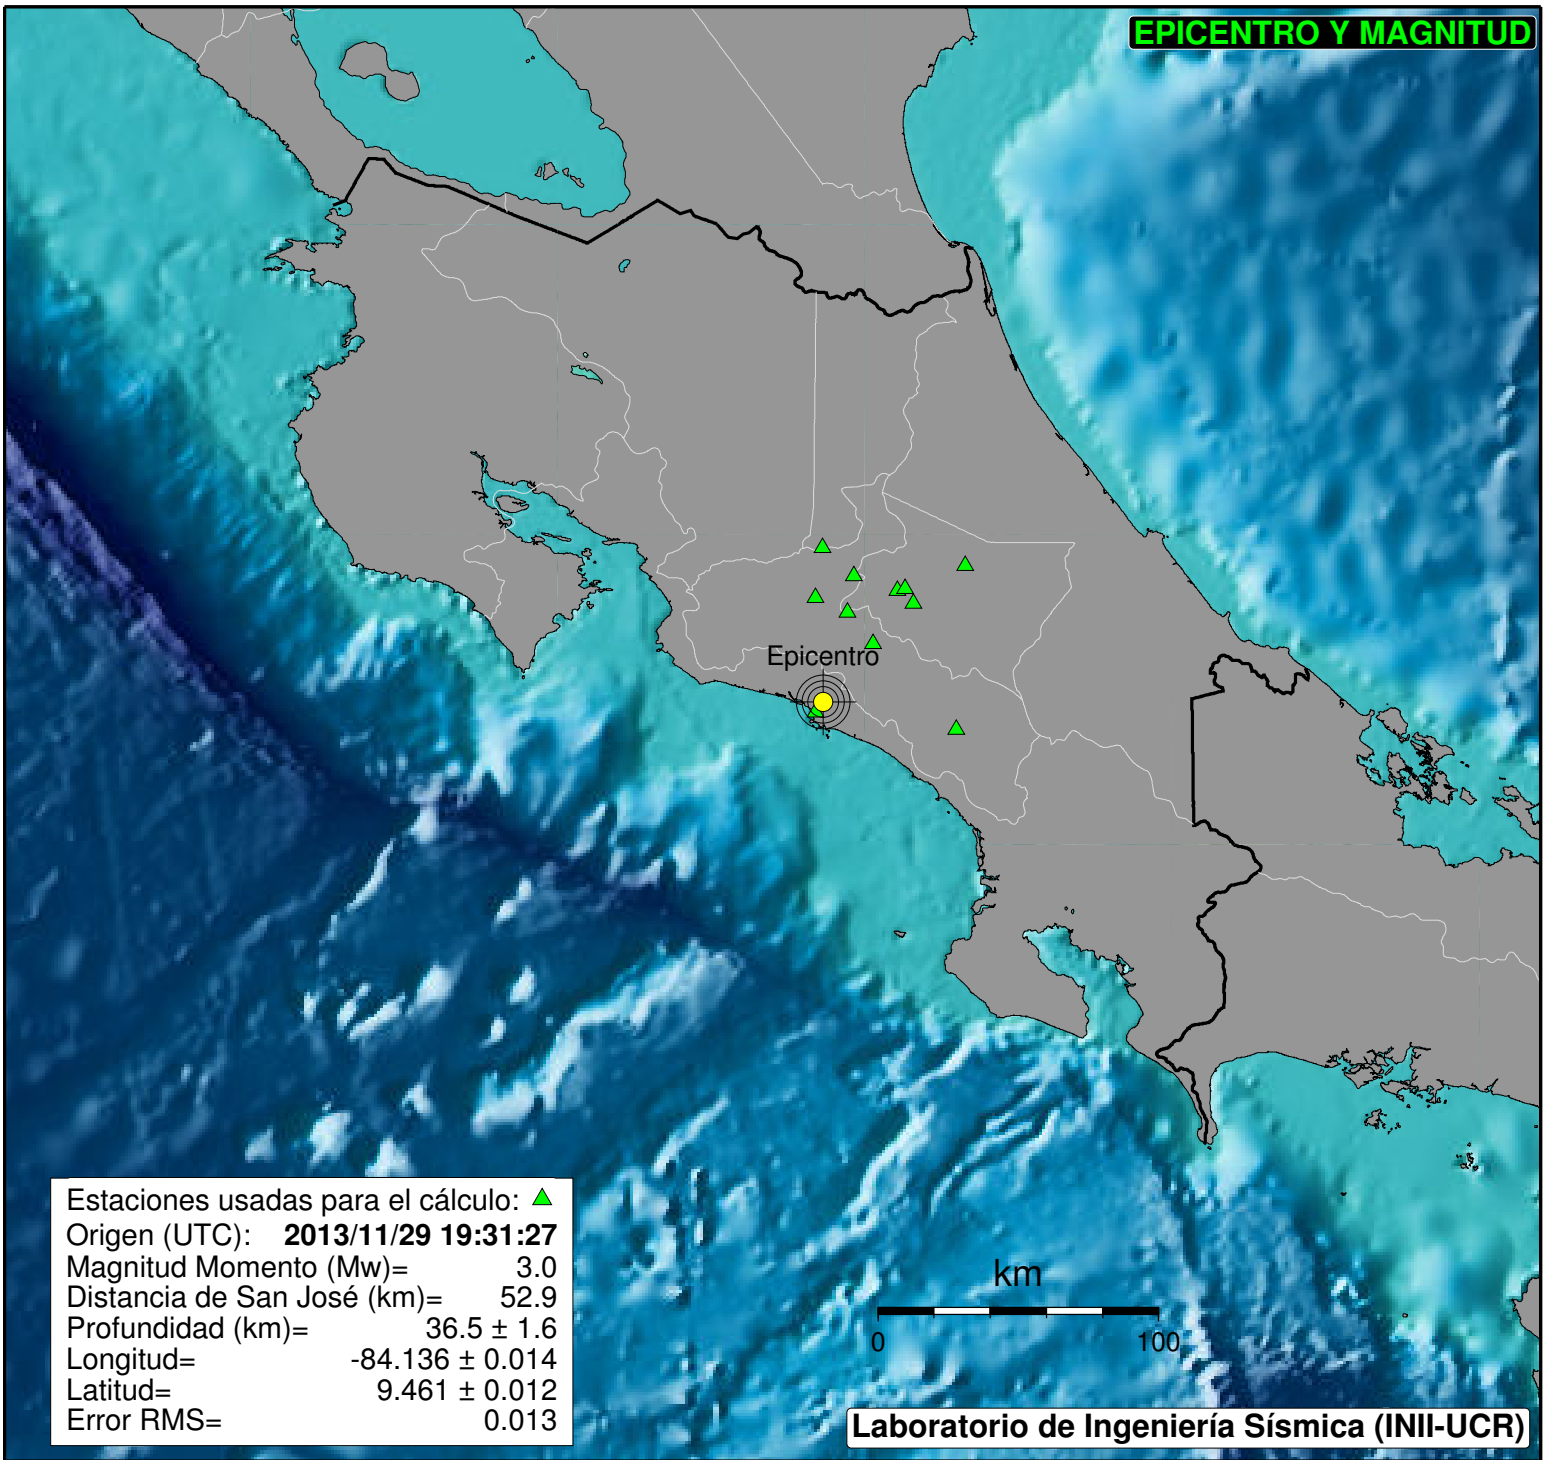 EPICENTRO Y MAGNITUD
Epicentro
Estaciones usadas para el cálculo:
Origen (UTC): 2013/11/29 19:31:27
Magnitud Momento (Mw)= 3.0
Distancia de San José (km)= 52.9
Profundidad (km)= 36.5 ± 1.6
Longitud= -84.136 ± 0.014
Latitud= 9.461 ± 0.012
Error RMS= 0.013
km
0 100
Laboratorio de Ingeniería Sísmica (INII-UCR)